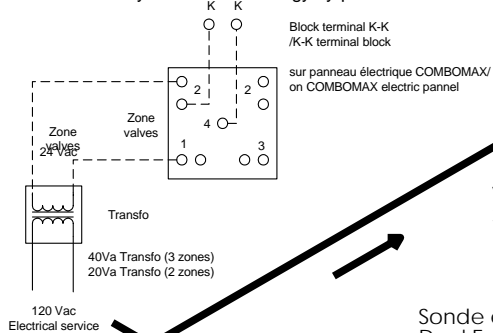 K K
Block terminal K-K
/K-K terminal block
sur panneau électrique COMBOMAX/
on COMBOMAX electric pannel
2 2
4
Zone
valves
24 Vac
Zone
valves
1 3
Transfo
40Va Transfo (3 zones)
20Va Transfo (2 zones)
120 Vac
Electrical service
Sonde